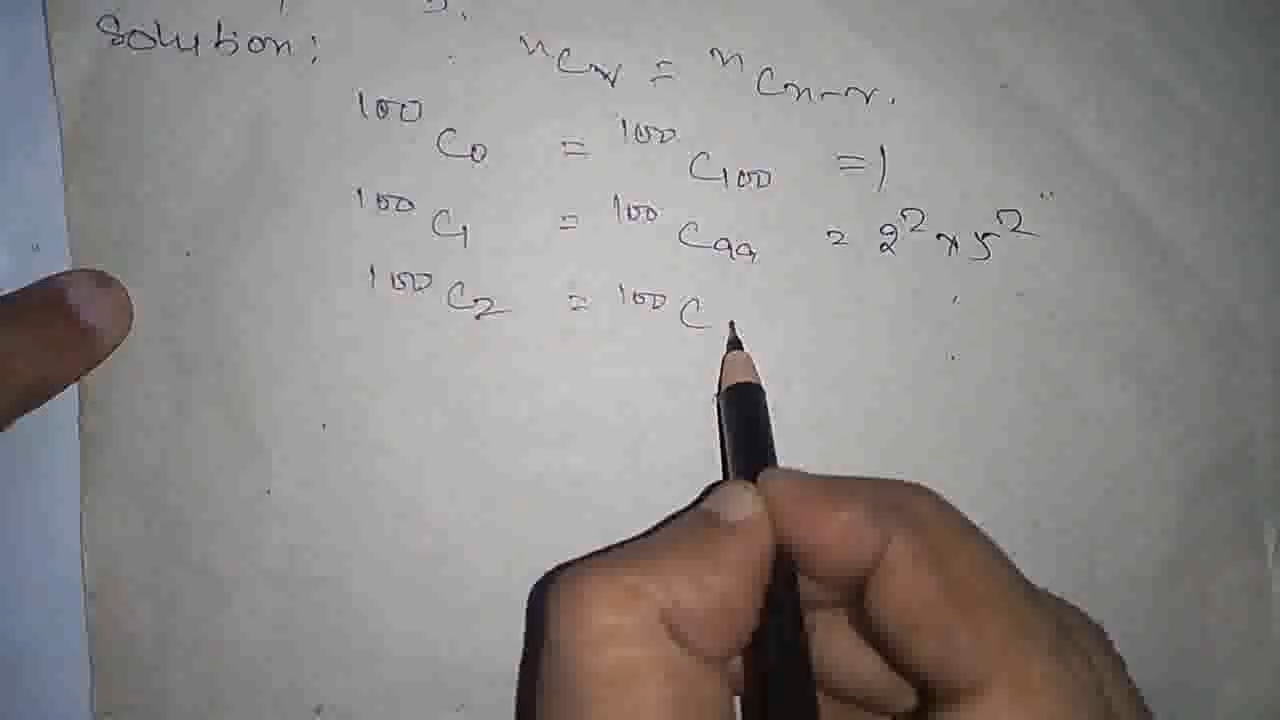 Solution:
ⁿCᵣ = ⁿCₙ₋ᵣ.
¹⁰⁰C₀ = ¹⁰⁰C₁₀₀ = 1
¹⁰⁰C₁ = ¹⁰⁰C₉₉ = 2² × 5²
¹⁰⁰C₂ = ¹⁰⁰C